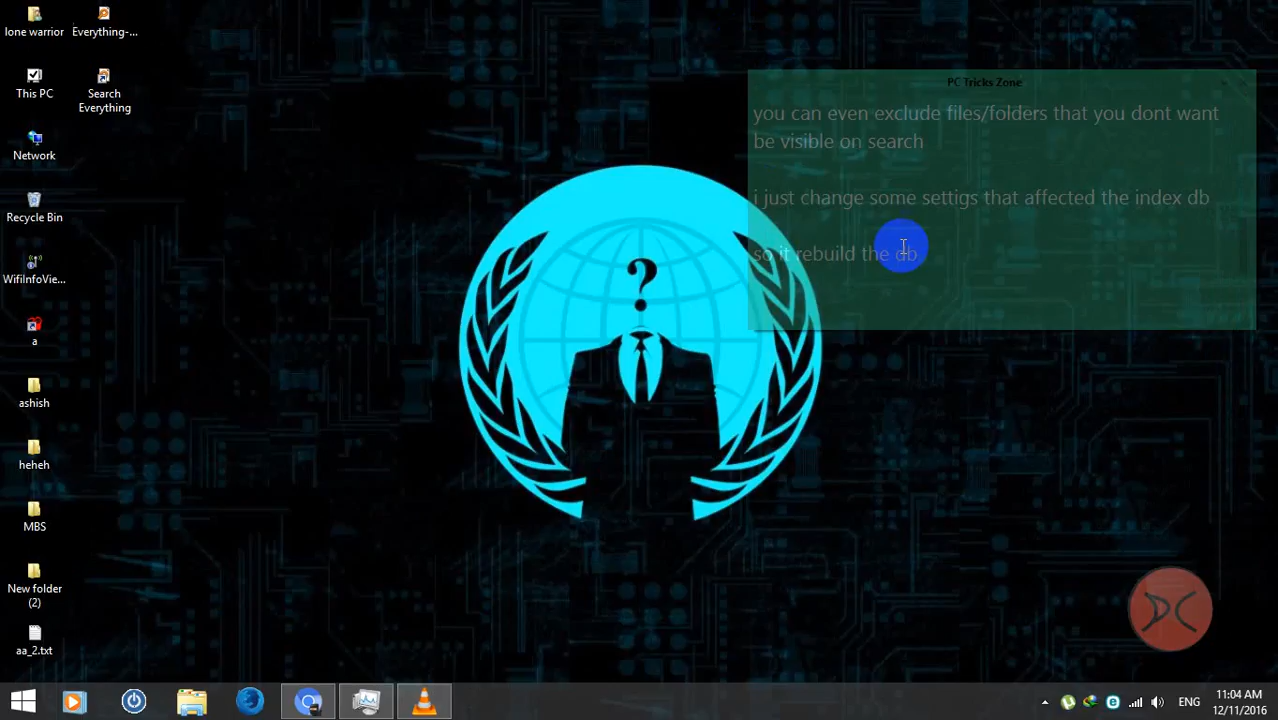 lone warrior
Everything-...
This PC
Search
Everything
Network
Recycle Bin
WifiInfoVie...
a
ashish
heheh
MBS
New folder
(2)
aa_2.txt
PC Tricks Zone
you can even exclude files/folders that you dont want
be visible on search
i just change some settigs that affected the index db
so it rebuild the db
?
PC
ENG
11:04 AM
12/11/2016